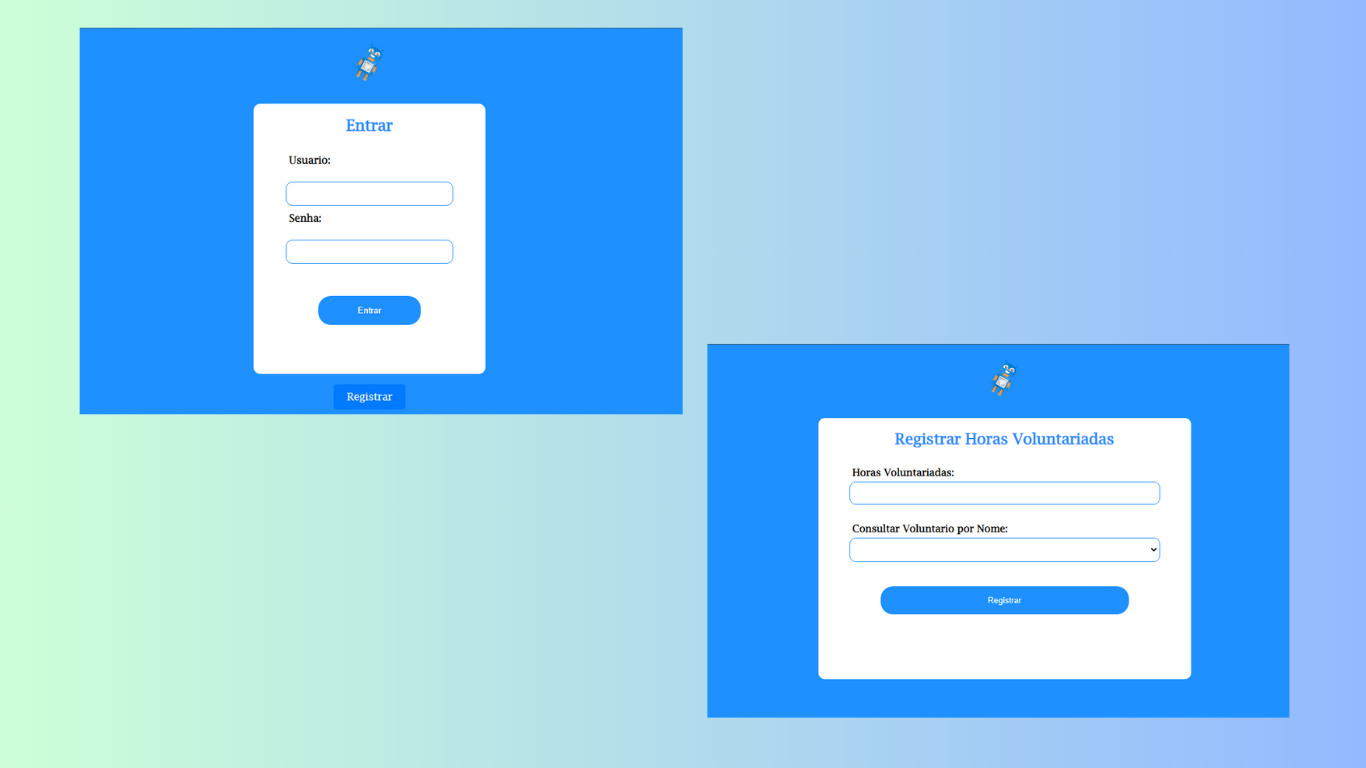 Entrar
Usuario:
Senha:
Entrar
Registrar
Registrar Horas Voluntariadas
Horas Voluntariadas:
Consultar Voluntario por Nome:
Registrar